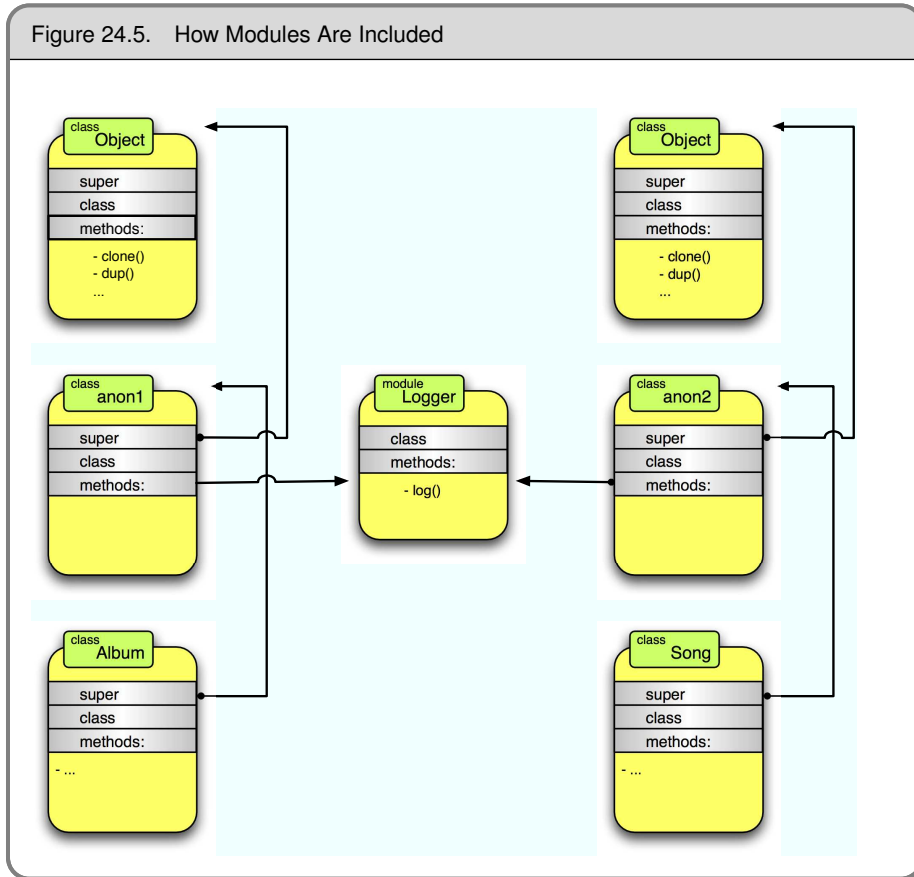 Figure 24.5. How Modules Are Included
class
Object
super
class
methods:
- clone()
- dup()
...
class
Object
super
class
methods:
- clone()
- dup()
...
class
anon1
super
class
methods:
module
Logger
class
methods:
- log()
class
anon2
super
class
methods:
class
Album
super
class
methods:
- ...
class
Song
super
class
methods:
- ...